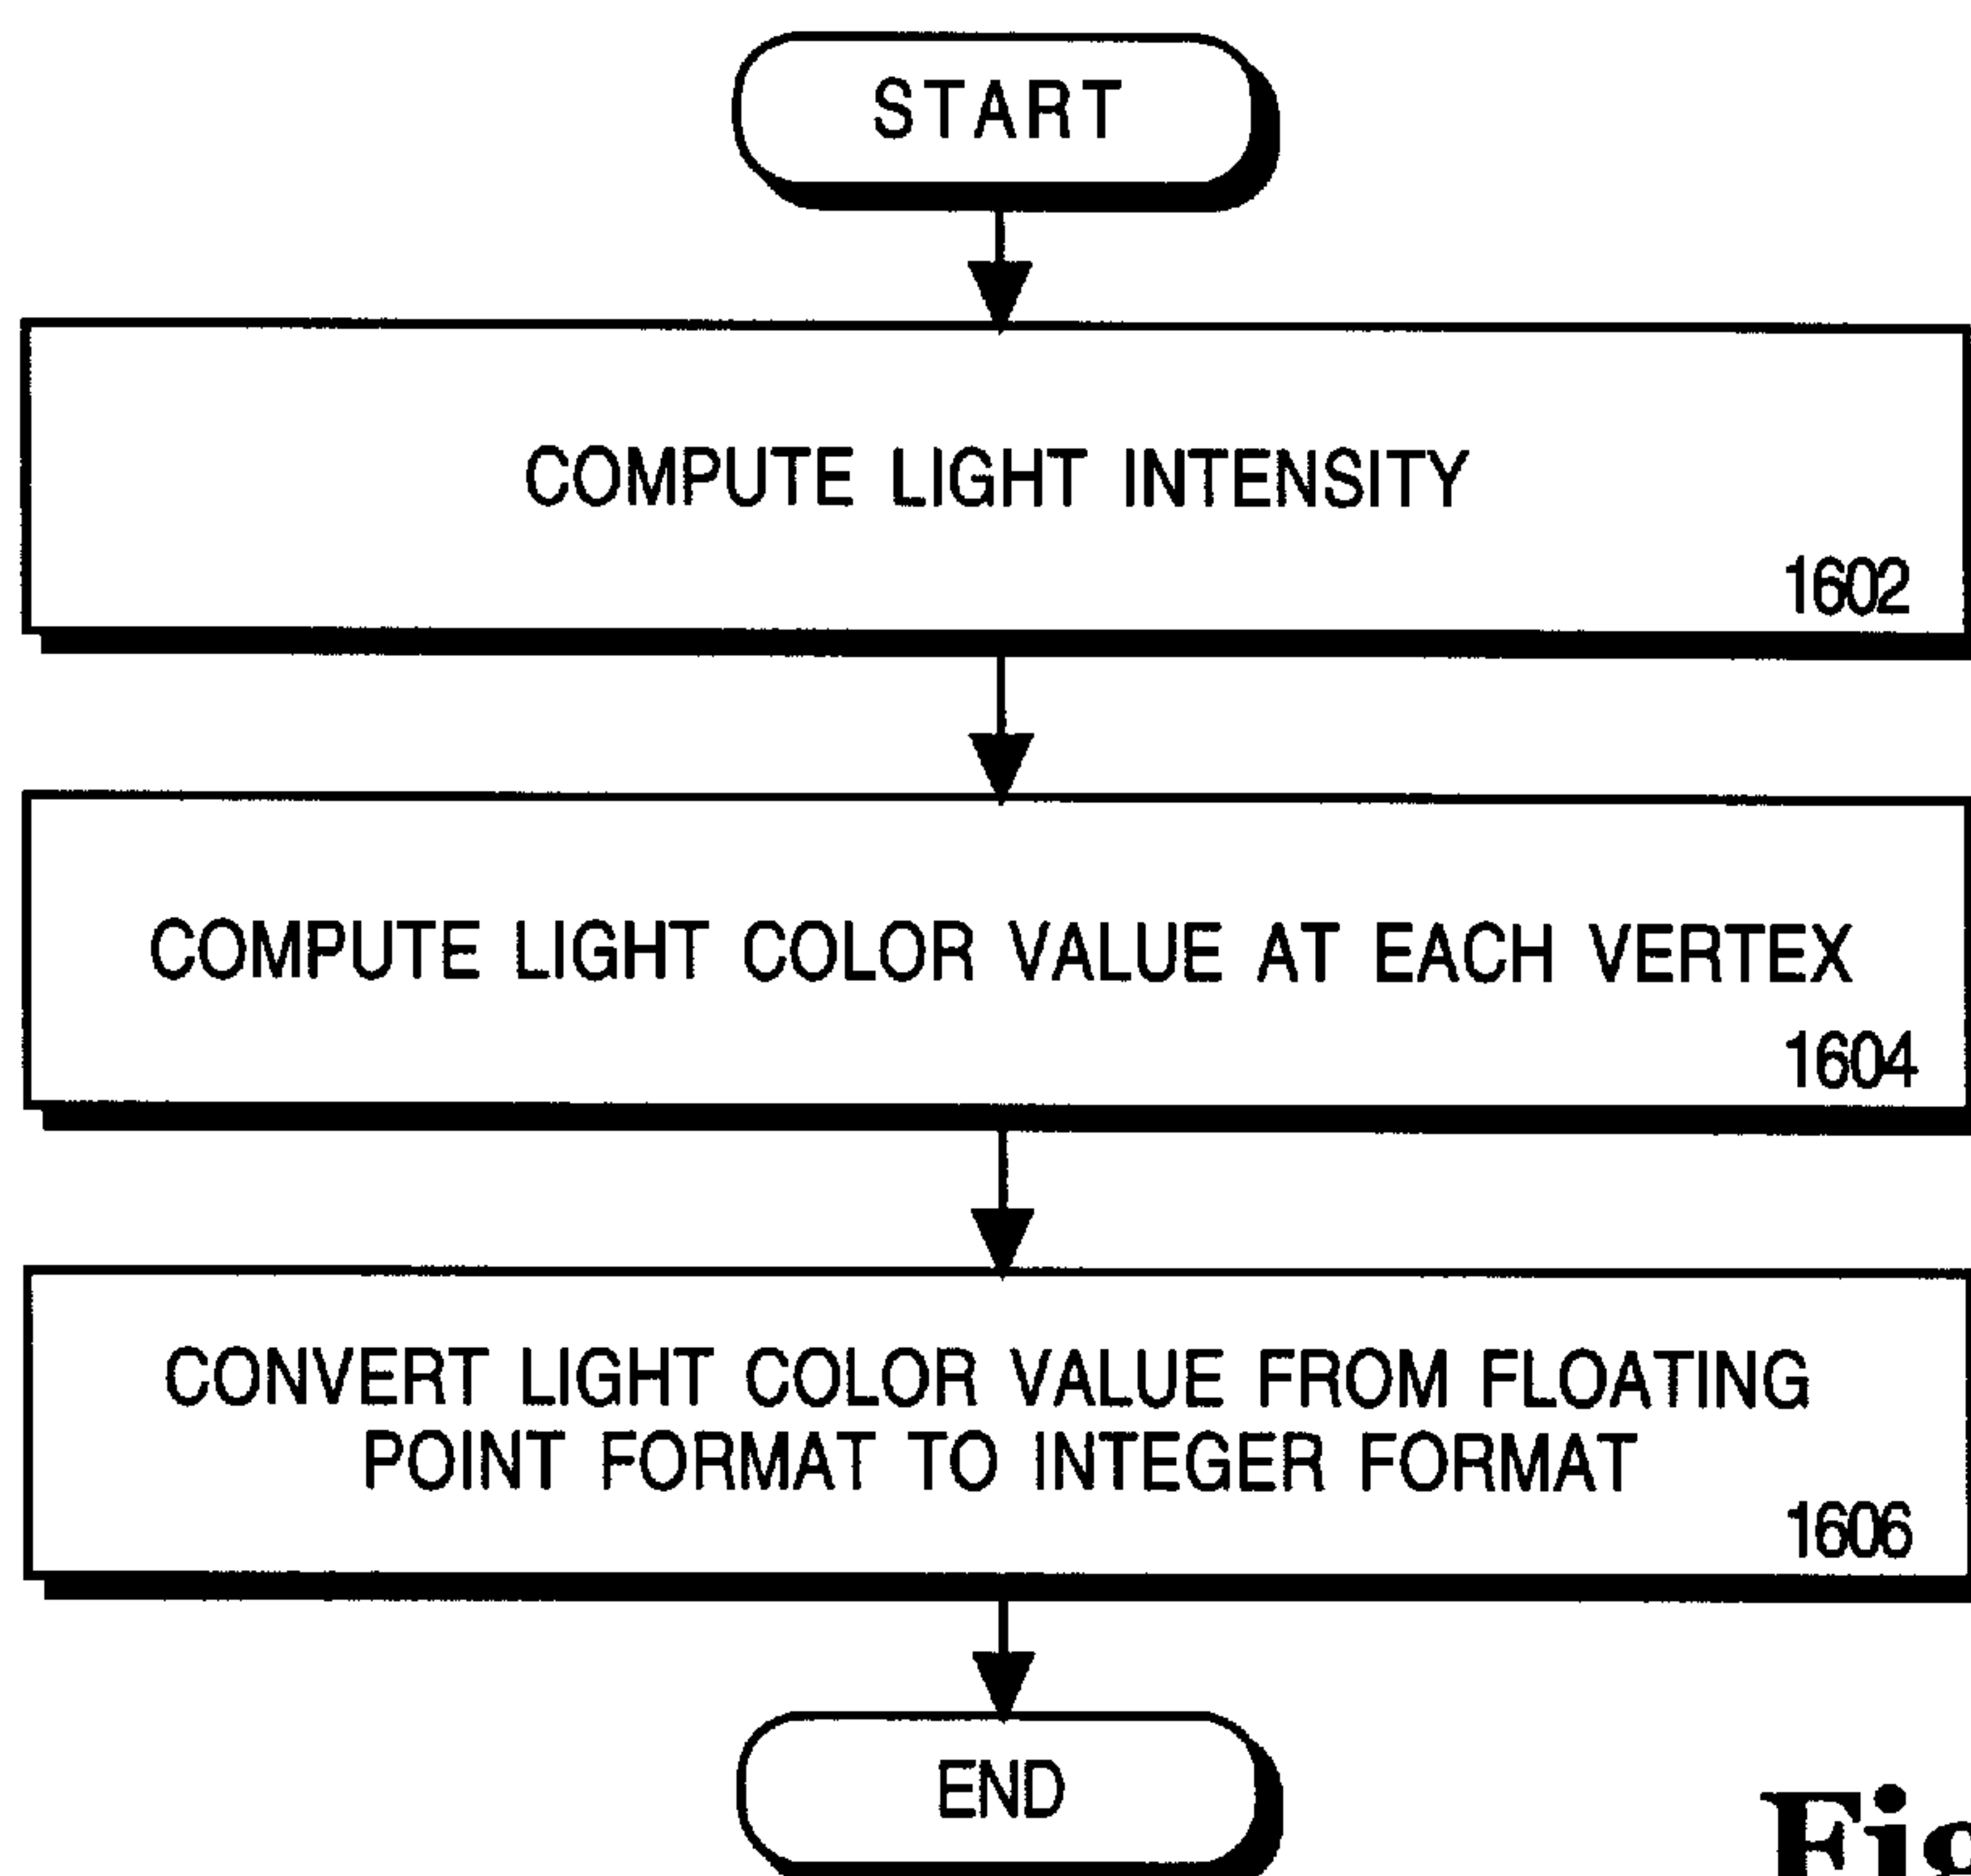 START
COMPUTE LIGHT INTENSITY
1602
COMPUTE LIGHT COLOR VALUE AT EACH VERTEX
1604
CONVERT LIGHT COLOR VALUE FROM FLOATING
POINT FORMAT TO INTEGER FORMAT
1606
END